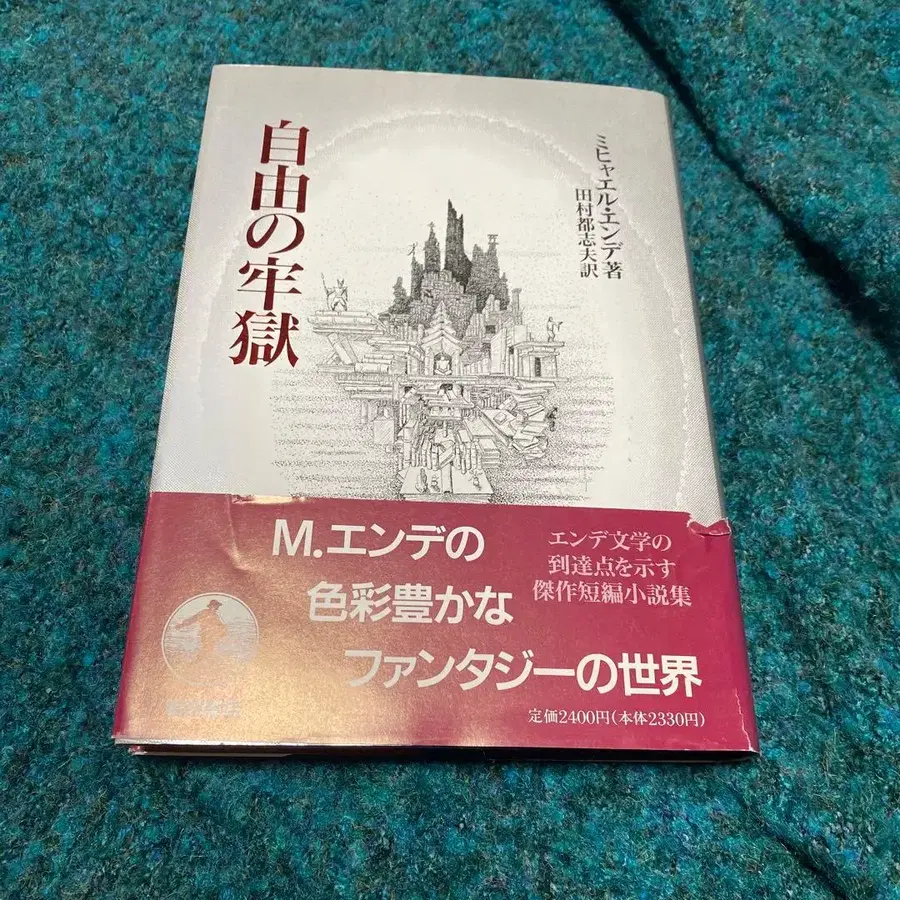 自由の牢獄
ミヒャエル・エンデ著
田村都志夫訳
M.エンデの
色彩豊かな
ファンタジーの世界
エンデ文学の
到達点を示す
傑作短編小説集
定価2400円(本体2330円)